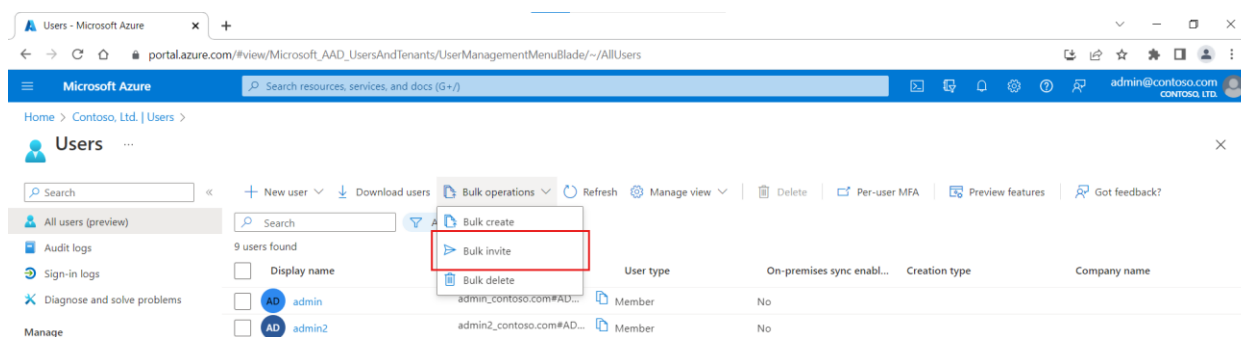 Users - Microsoft Azure
portal.azure.com/#view/Microsoft_AAD_UsersAndTenants/UserManagementMenuBlade/~/AllUsers
Microsoft Azure Search resources, services, and docs (G+/) admin@contoso.com
CONTOSO, LTD.
Home > Contoso, Ltd. | Users >
Users ...
Search « New user Download users Bulk operations Refresh Manage view Delete Per-user MFA Preview features Got feedback?
All users (preview) Search A Bulk create
Audit logs 9 users found Bulk invite
Sign-in logs Display name User type On-premises sync enabl... Creation type Company name
Bulk delete
Diagnose and solve problems AD admin admin_contoso.com#AD... Member No
Manage AD admin2 admin2_contoso.com#AD... Member No